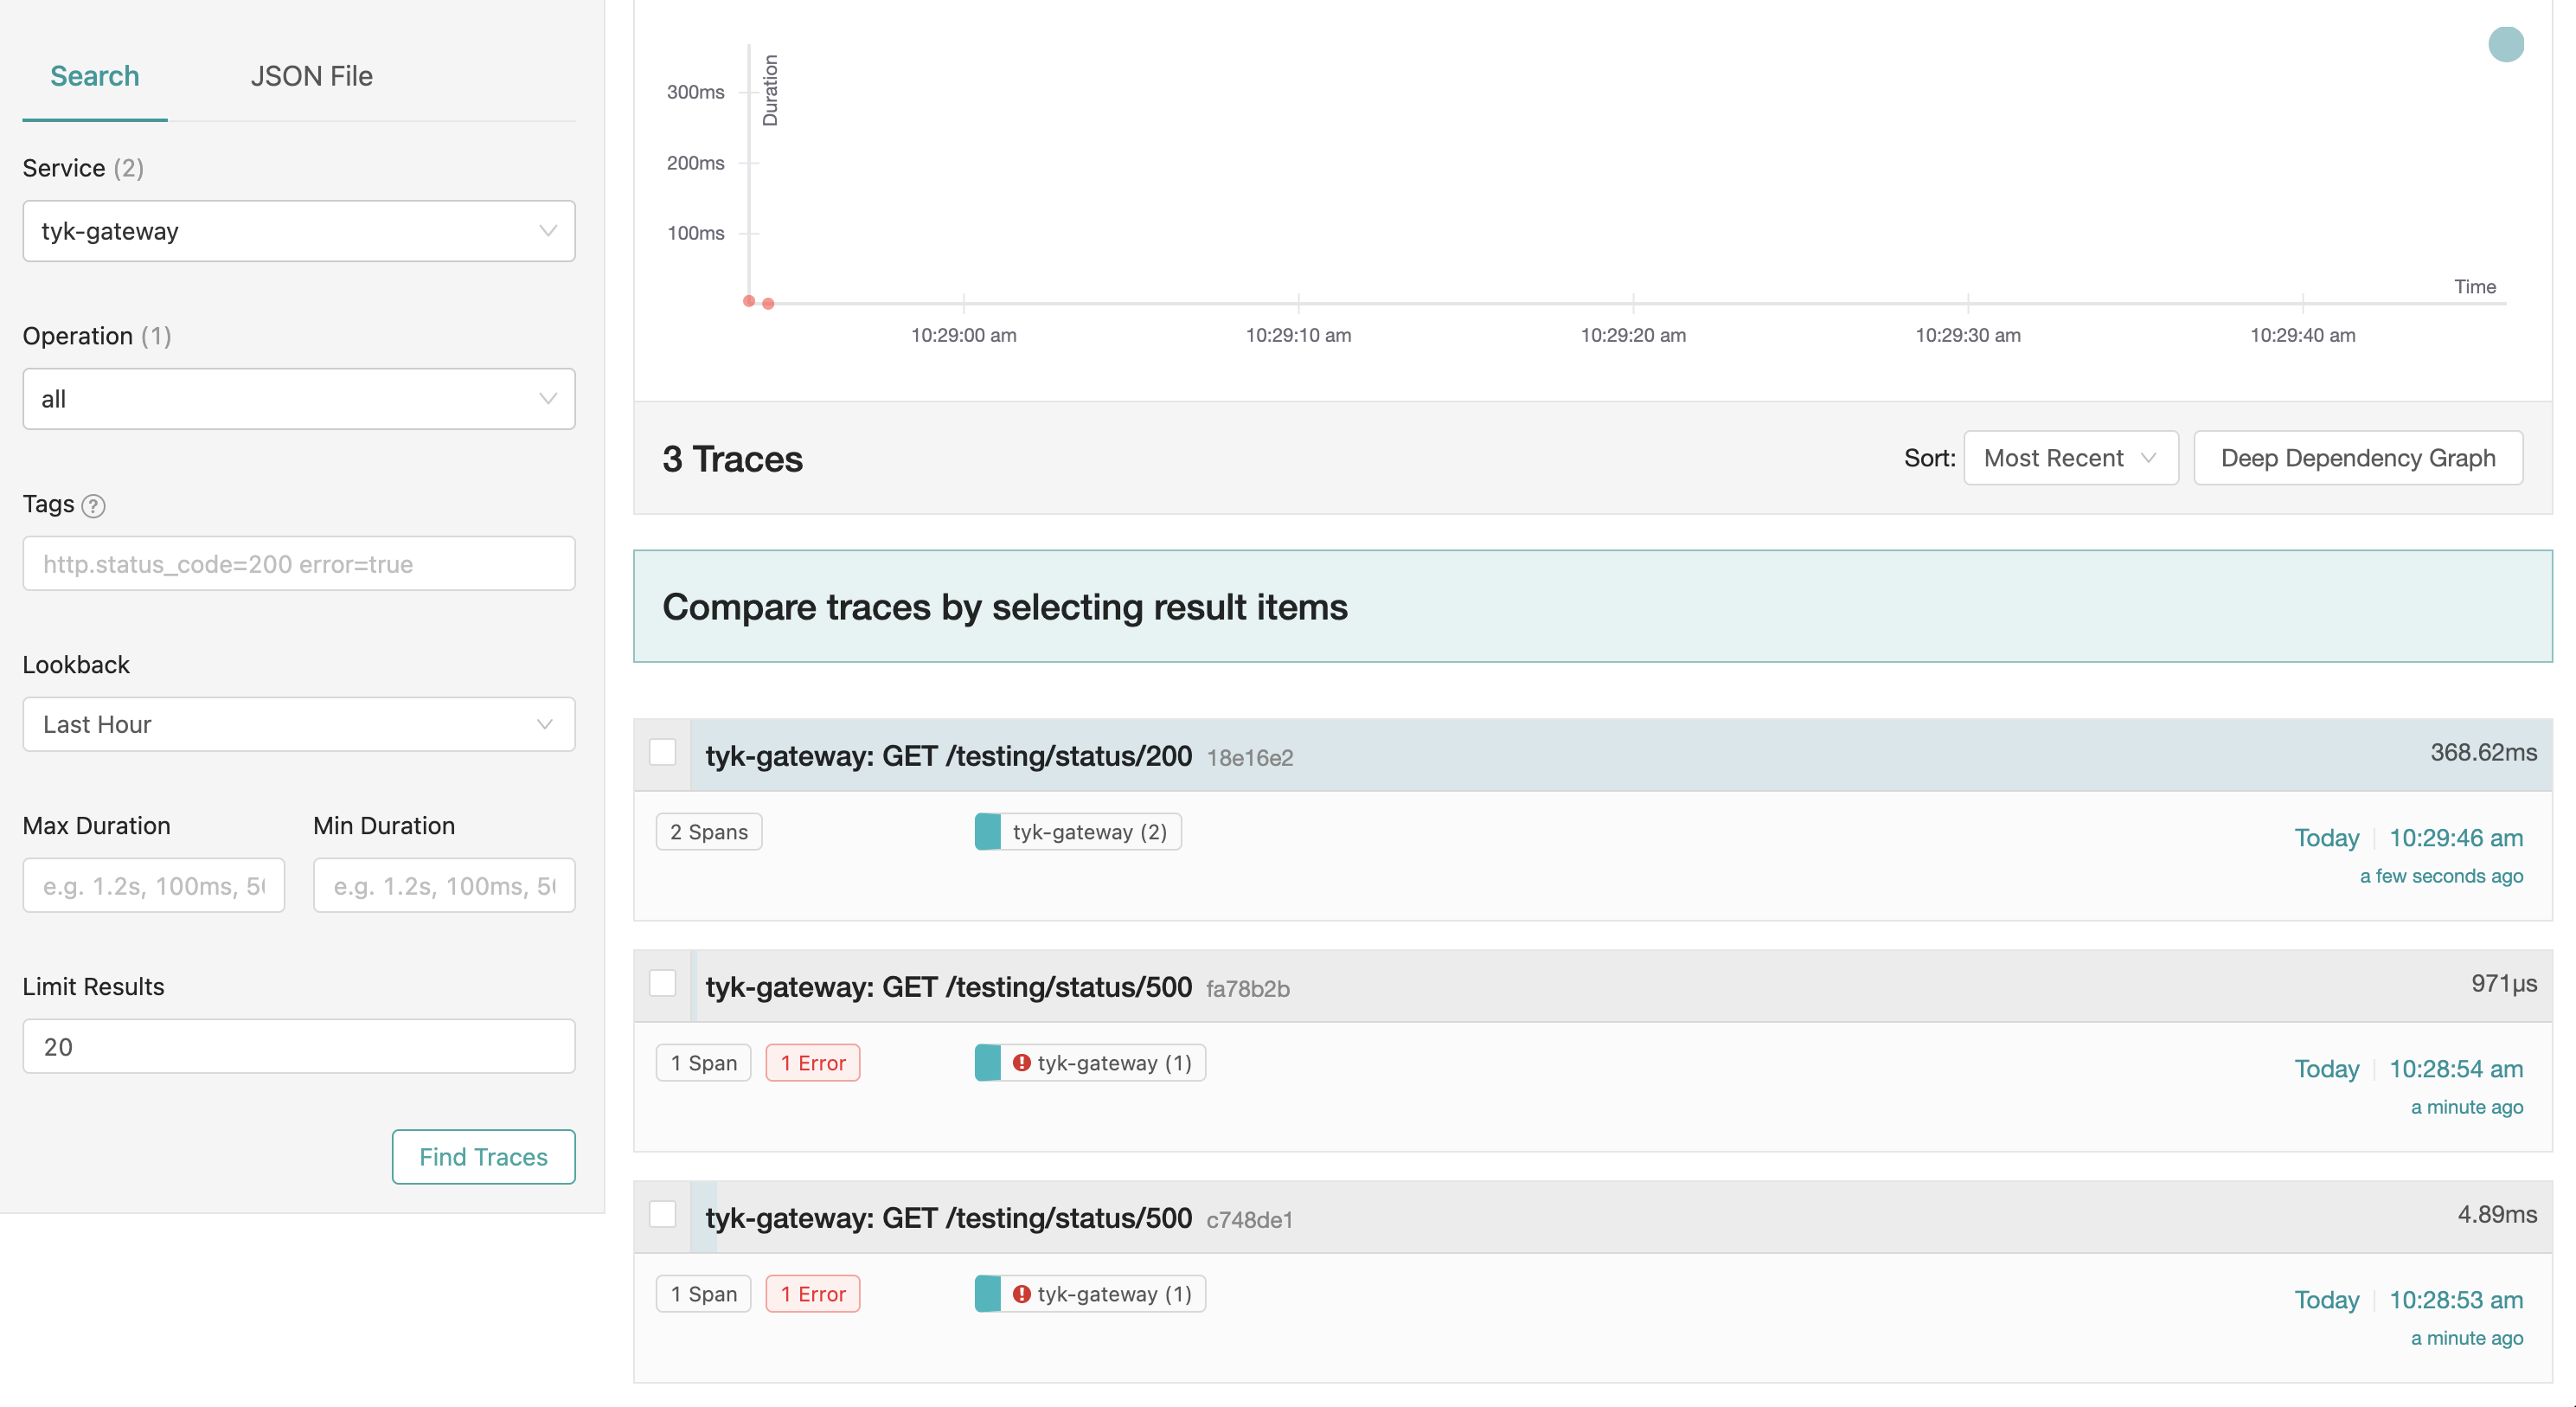 Search
JSON File
Service (2)
tyk-gateway
Operation (1)
all
Tags ?
http.status_code=200 error=true
Lookback
Last Hour
Max Duration
Min Duration
e.g. 1.2s, 100ms, 5
e.g. 1.2s, 100ms, 5
Limit Results
20
Find Traces
Duration
300ms
200ms
100ms
Time
10:29:00 am
10:29:10 am
10:29:20 am
10:29:30 am
10:29:40 am
3 Traces
Sort: Most Recent
Deep Dependency Graph
Compare traces by selecting result items
tyk-gateway: GET /testing/status/200 18e16e2
368.62ms
2 Spans
tyk-gateway (2)
Today
10:29:46 am
a few seconds ago
tyk-gateway: GET /testing/status/500 fa78b2b
971μs
1 Span
1 Error
tyk-gateway (1)
Today
10:28:54 am
a minute ago
tyk-gateway: GET /testing/status/500 c748de1
4.89ms
1 Span
1 Error
tyk-gateway (1)
Today
10:28:53 am
a minute ago